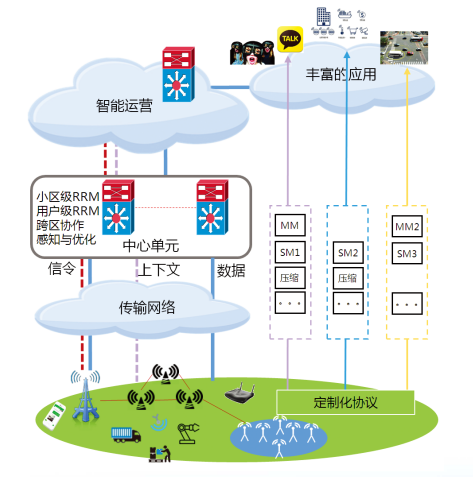 TALK
丰富的应用
智能运营
小区级RRM
用户级RRM
跨区协作
感知与优化
中心单元
信令
上下文
数据
传输网络
MM
SM1
压缩
...
SM2
压缩
...
MM2
SM3
...
定制化协议